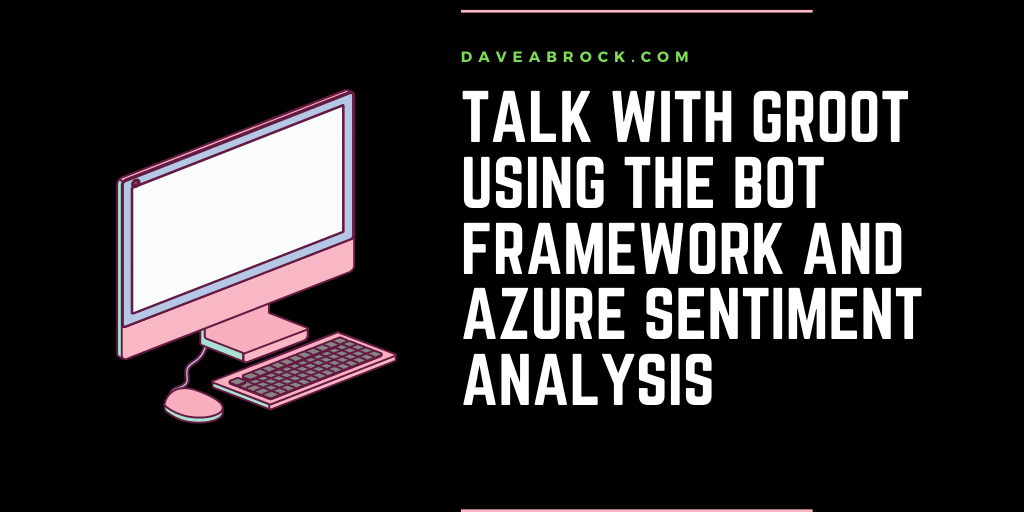 DAVEABROCK.COM
TALK WITH GROOT
USING THE BOT
FRAMEWORK AND
AZURE SENTIMENT
ANALYSIS